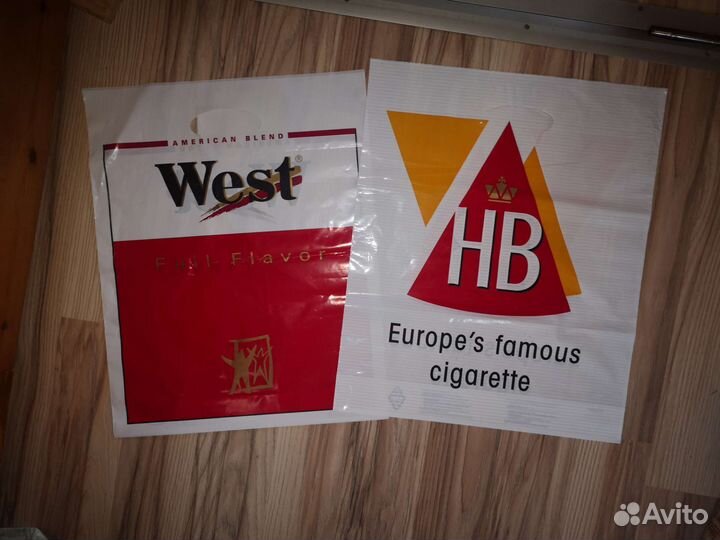 AMERICAN BLEND
West®
Full Flavor
HB
Europe's famous
cigarette
Avito